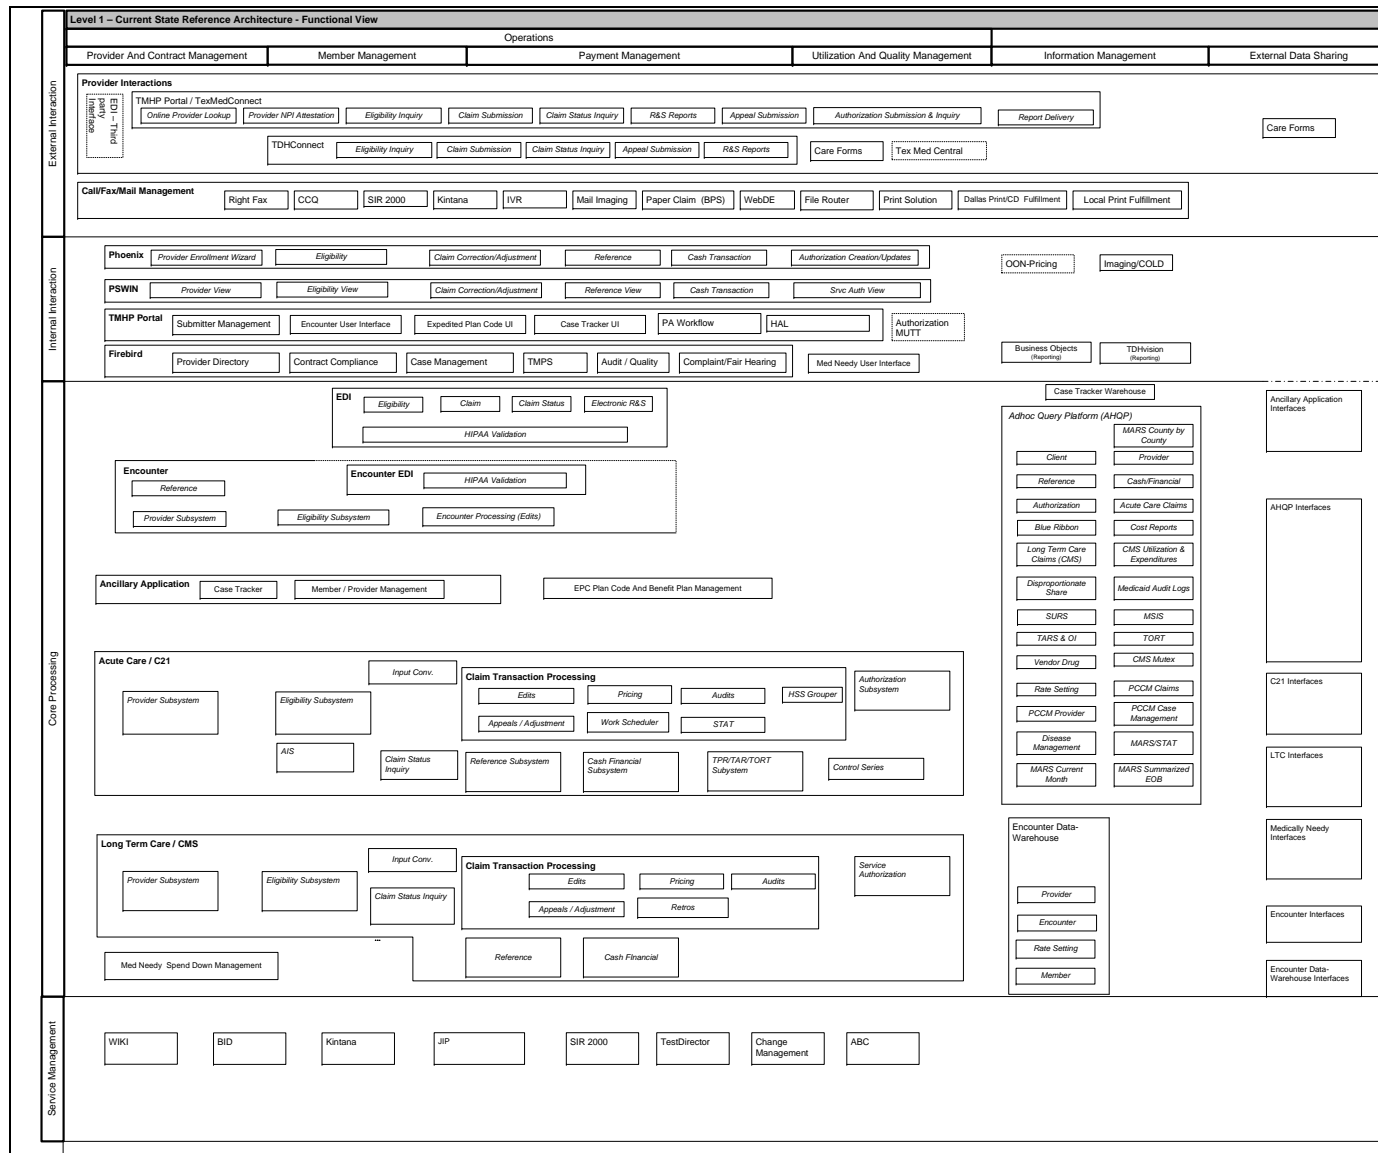 Level 1 – Current State Reference Architecture - Functional View
Operations
Provider And Contract Management
Member Management
Payment Management
Utilization And Quality Management
Information Management
External Data Sharing
External Interaction
Provider Interactions
EDI – Third
party
Interface
TMHP Portal / TexMedConnect
Online Provider Lookup
Provider NPI Attestation
Eligibility Inquiry
Claim Submission
Claim Status Inquiry
R&S Reports
Appeal Submission
Authorization Submission & Inquiry
Report Delivery
Care Forms
TDHConnect
Eligibility Inquiry
Claim Submission
Claim Status Inquiry
Appeal Submission
R&S Reports
Care Forms
Tex Med Central
Call/Fax/Mail Management
Right Fax
CCQ
SIR 2000
Kintana
IVR
Mail Imaging
Paper Claim (BPS)
WebDE
File Router
Print Solution
Dallas Print/CD Fulfillment
Local Print Fulfillment
Internal Interaction
Phoenix
Provider Enrollment Wizard
Eligibility
Claim Correction/Adjustment
Reference
Cash Transaction
Authorization Creation/Updates
OON-Pricing
Imaging/COLD
PSWIN
Provider View
Eligibility View
Claim Correction/Adjustment
Reference View
Cash Transaction
Srvc Auth View
TMHP Portal
Submitter Management
Encounter User Interface
Expedited Plan Code UI
Case Tracker UI
PA Workflow
HAL
Authorization
MUTT
Firebird
Provider Directory
Contract Compliance
Case Management
TMPS
Audit / Quality
Complaint/Fair Hearing
Med Needy User Interface
Business Objects
(Reporting)
TDHvision
(Reporting)
Core Processing
EDI
Eligibility
Claim
Claim Status
Electronic R&S
HIPAA Validation
Encounter
Reference
Encounter EDI
HIPAA Validation
Provider Subsystem
Eligibility Subsystem
Encounter Processing (Edits)
Ancillary Application
Case Tracker
Member / Provider Management
EPC Plan Code And Benefit Plan Management
Acute Care / C21
Provider Subsystem
Eligibility Subsystem
Input Conv.
Claim Transaction Processing
Edits
Pricing
Audits
HSS Grouper
Appeals / Adjustment
Work Scheduler
STAT
Authorization
Subsystem
AIS
Claim Status
Inquiry
Reference Subsystem
Cash Financial
Subsystem
TPR/TAR/TORT
Subystem
Control Series
Long Term Care / CMS
Provider Subsystem
Eligibility Subsystem
Input Conv.
Claim Status Inquiry
Claim Transaction Processing
Edits
Pricing
Audits
Appeals / Adjustment
Retros
Service
Authorization
...
Reference
Cash FInancial
Med Needy Spend Down Management
Case Tracker Warehouse
Adhoc Query Platform (AHQP)
MARS County by
County
Client
Provider
Reference
Cash/Financial
Authorization
Acute Care Claims
Blue Ribbon
Cost Reports
Long Term Care
Claims (CMS)
CMS Utilization &
Expenditures
Disproportionate
Share
Medicaid Audit Logs
SURS
MSIS
TARS & OI
TORT
Vendor Drug
CMS Mutex
Rate Setting
PCCM Claims
PCCM Provider
PCCM Case
Management
Disease
Management
MARS/STAT
MARS Current
Month
MARS Summarized
EOB
Encounter Data-
Warehouse
Provider
Encounter
Rate Setting
Member
Ancillary Application
Interfaces
AHQP Interfaces
C21 Interfaces
LTC Interfaces
Medically Needy
Interfaces
Encounter Interfaces
Encounter Data-
Warehouse Interfaces
Service Management
WIKI
BID
Kintana
JIP
SIR 2000
TestDirector
Change
Management
ABC